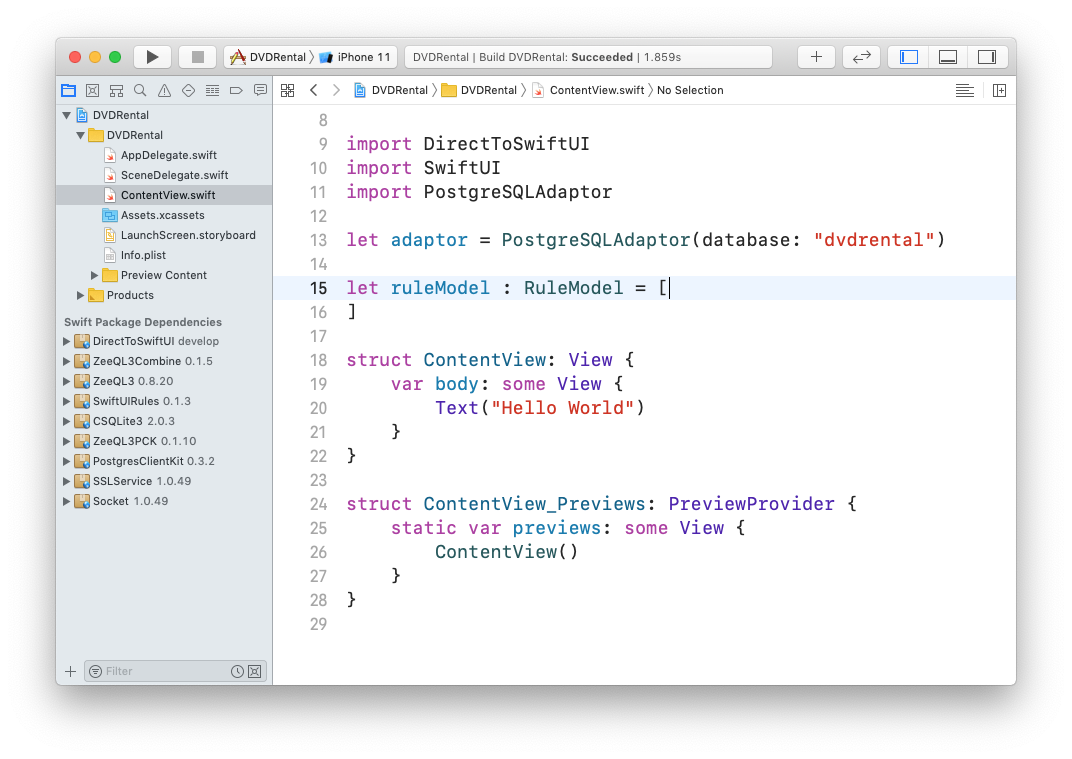 DVDRental iPhone 11 DVDRental | Build DVDRental: Succeeded | 1.859s
DVDRental DVDRental ContentView.swift No Selection
DVDRental
DVDRental
AppDelegate.swift
SceneDelegate.swift
ContentView.swift
Assets.xcassets
LaunchScreen.storyboard
Info.plist
Preview Content
Products
Swift Package Dependencies
DirectToSwiftUI develop
ZeeQL3Combine 0.1.5
ZeeQL3 0.8.20
SwiftUIRules 0.1.3
CSQLite3 2.0.3
ZeeQL3PCK 0.1.10
PostgresClientKit 0.3.2
SSLService 1.0.49
Socket 1.0.49
Filter
8
9 import DirectToSwiftUI
10 import SwiftUI
11 import PostgreSQLAdaptor
12
13 let adaptor = PostgreSQLAdaptor(database: "dvdrental")
14
15 let ruleModel : RuleModel = [
16 ]
17
18 struct ContentView: View {
19     var body: some View {
20         Text("Hello World")
21     }
22 }
23
24 struct ContentView_Previews: PreviewProvider {
25     static var previews: some View {
26         ContentView()
27     }
28 }
29